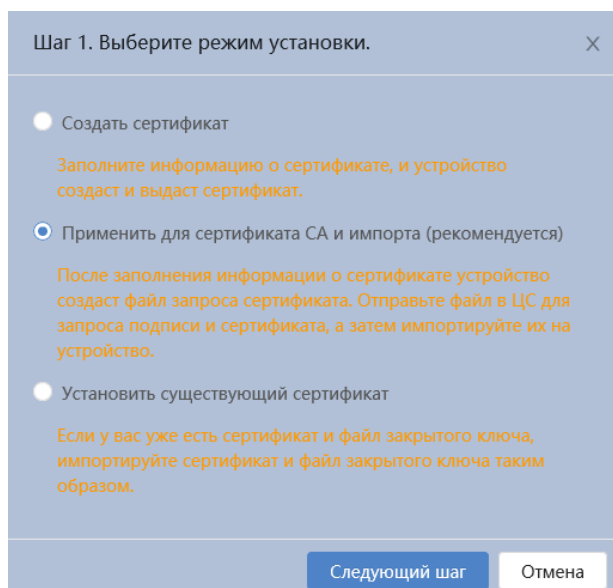 Шаг 1. Выберите режим установки.
Создать сертификат
Заполните информацию о сертификате, и устройство
создаст и выдаст сертификат.
Применить для сертификата CA и импорта (рекомендуется)
После заполнения информации о сертификате устройство
создаст файл запроса сертификата. Отправьте файл в ЦС для
запроса подписи и сертификата, а затем импортируйте их на
устройство.
Установить существующий сертификат
Если у вас уже есть сертификат и файл закрытого ключа,
импортируйте сертификат и файл закрытого ключа таким
образом.
Следующий шаг Отмена